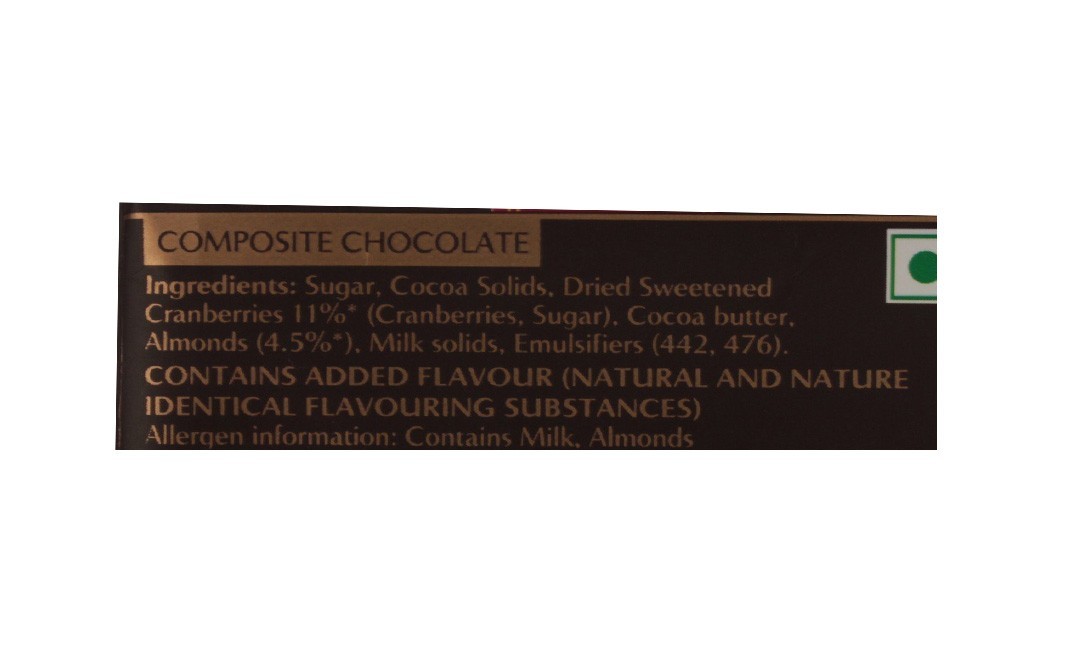 COMPOSITE CHOCOLATE
Ingredients: Sugar, Cocoa Solids, Dried Sweetened
Cranberries 11%* (Cranberries, Sugar), Cocoa butter,
Almonds (4.5%*), Milk solids, Emulsifiers (442, 476).
CONTAINS ADDED FLAVOUR (NATURAL AND NATURE
IDENTICAL FLAVOURING SUBSTANCES)
Allergen information: Contains Milk, Almonds